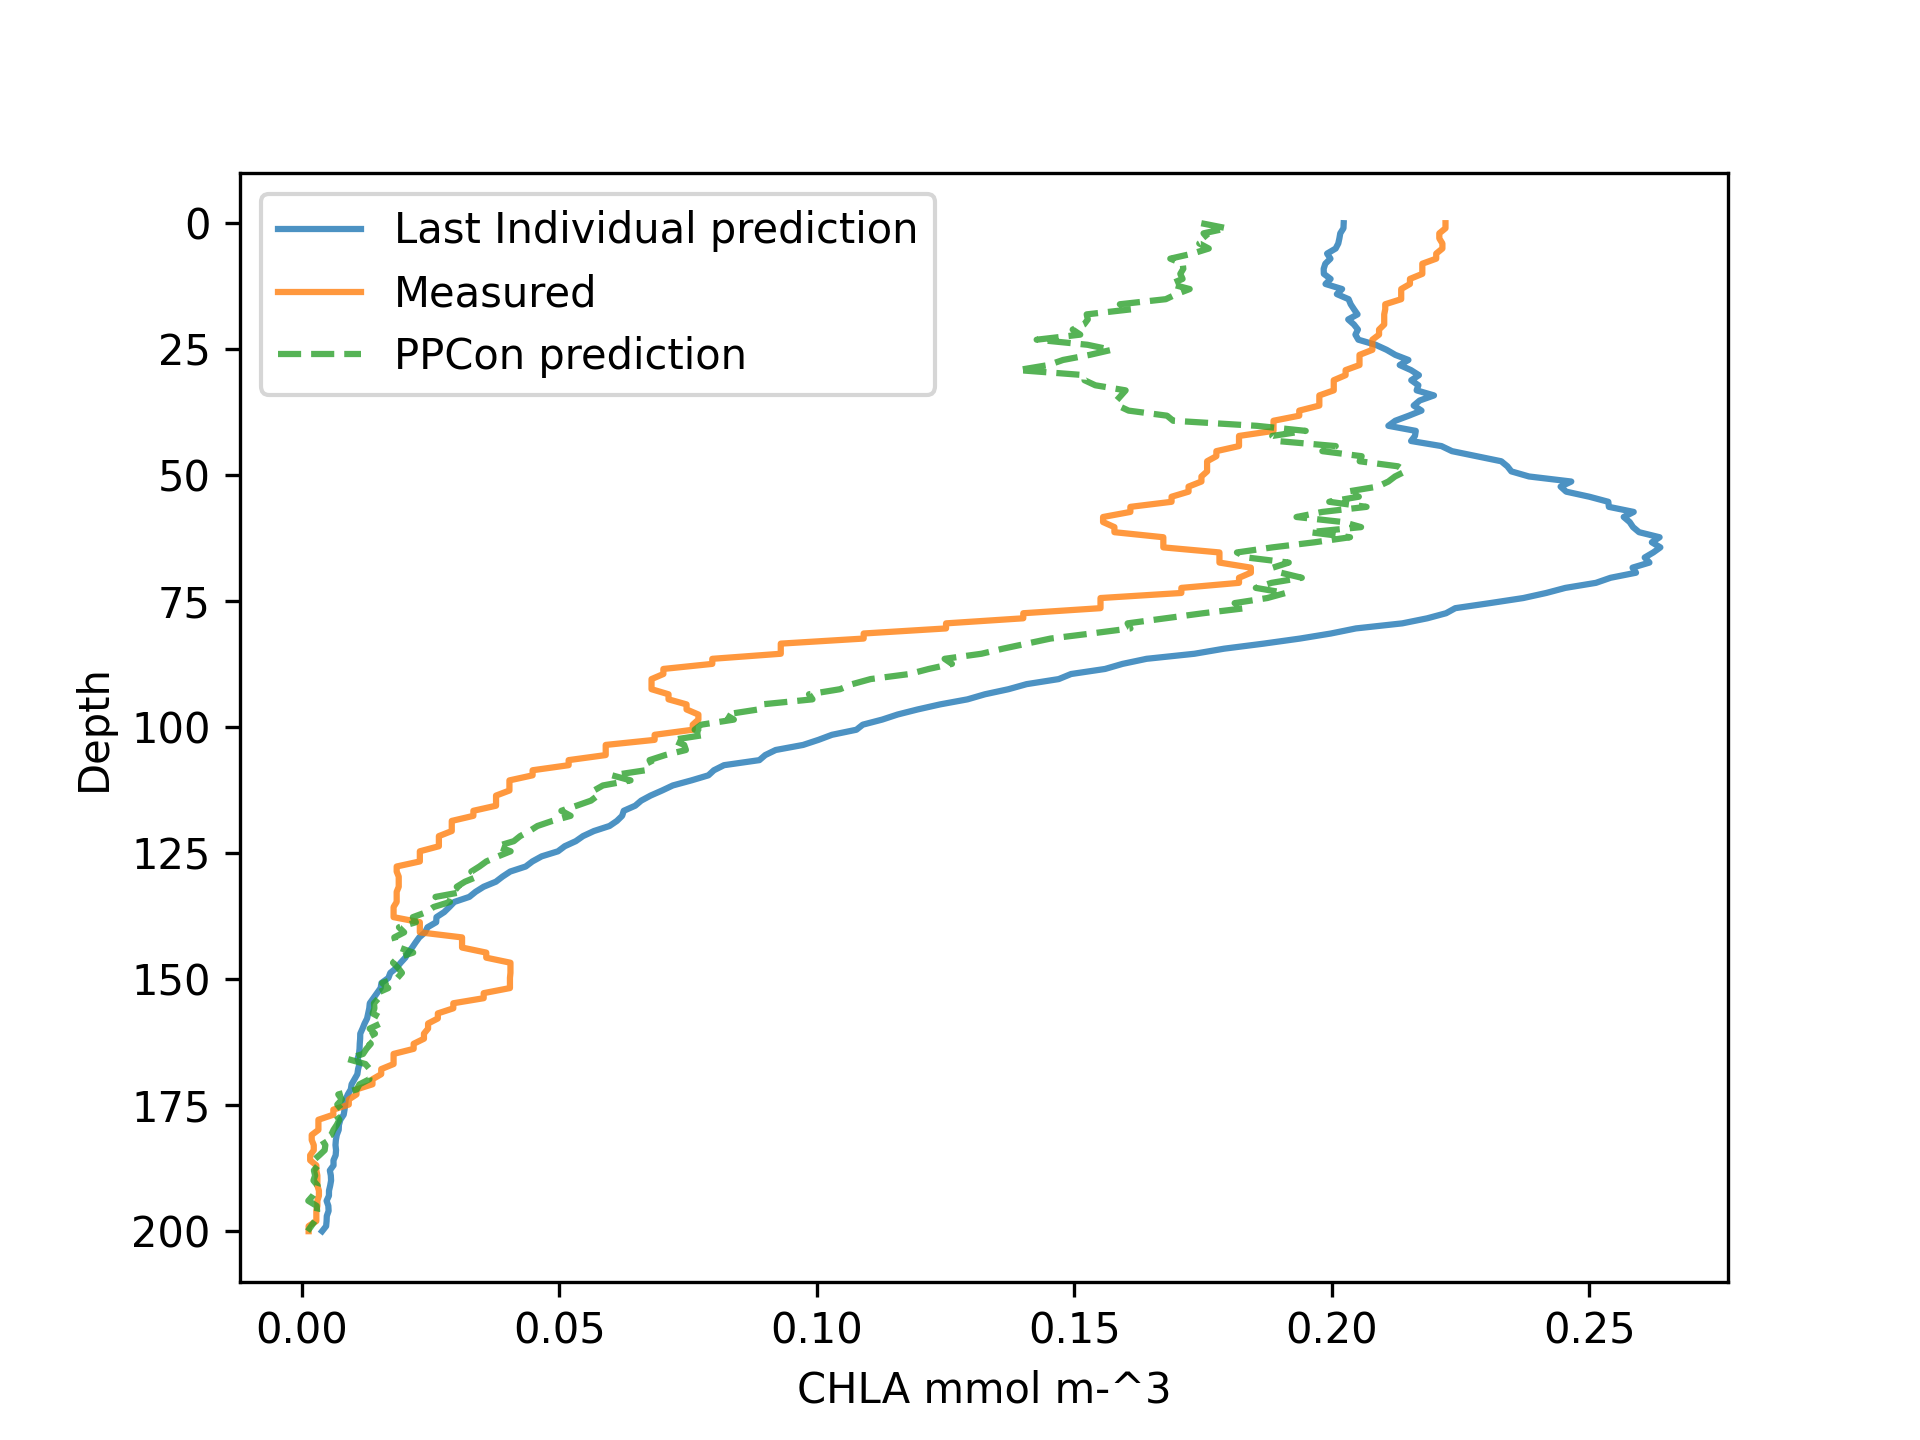 Last Individual prediction
Measured
PPCon prediction
0
25
50
75
100
125
150
175
200
Depth
0.00 0.05 0.10 0.15 0.20 0.25
CHLA mmol m-^3